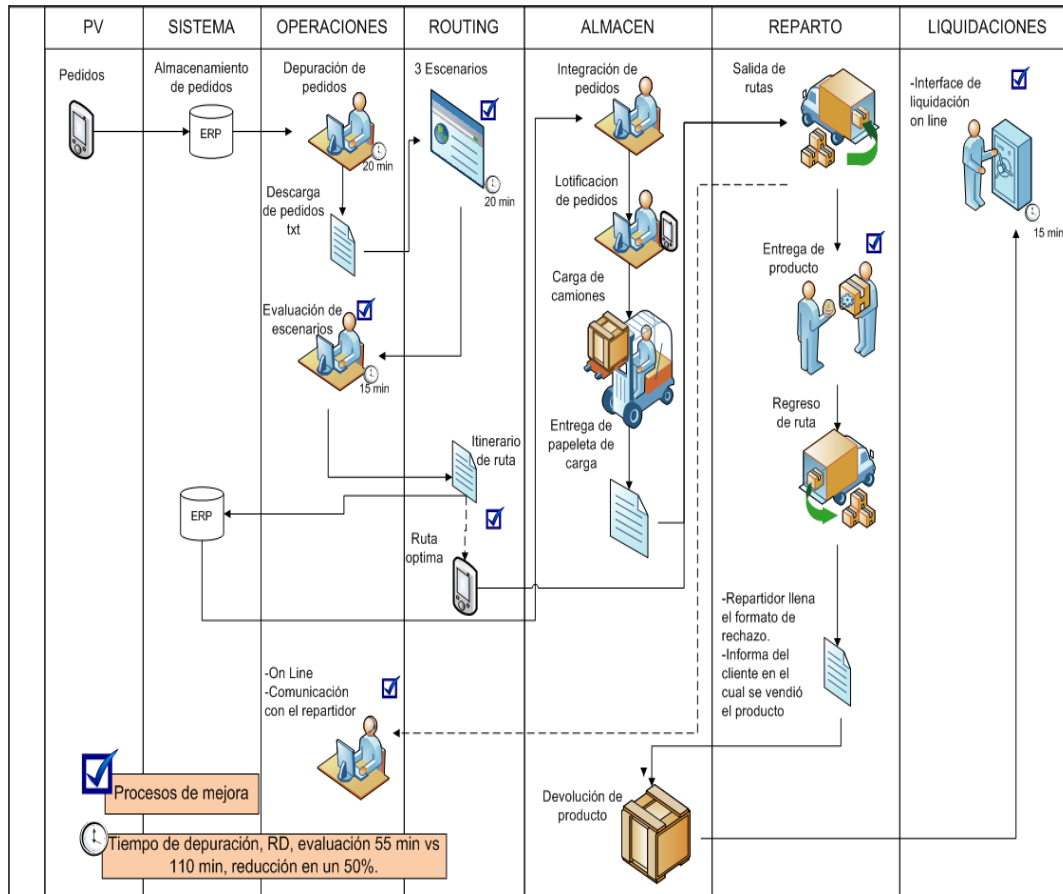 PV
SISTEMA
OPERACIONES
ROUTING
ALMACEN
REPARTO
LIQUIDACIONES
Pedidos
Almacenamiento
de pedidos
ERP
Depuración de
pedidos
20 min
Descarga
de pedidos
txt
3 Escenarios
20 min
Evaluación de
escenarios
15 min
Itinerario
de ruta
ERP
Ruta
optima
Integración de
pedidos
Lotificacion
de pedidos
Carga de
camiones
Entrega de
papeleta de
carga
Salida de
rutas
Entrega de
producto
Regreso
de ruta
-Repartidor llena
el formato de
rechazo.
-Informa del
cliente en el
cual se vendió
el producto
-Interface de
liquidación
on line
15 min
-On Line
-Comunicación
con el repartidor
Devolución de
producto
Procesos de mejora
Tiempo de depuración, RD, evaluación 55 min vs
110 min, reducción en un 50%.